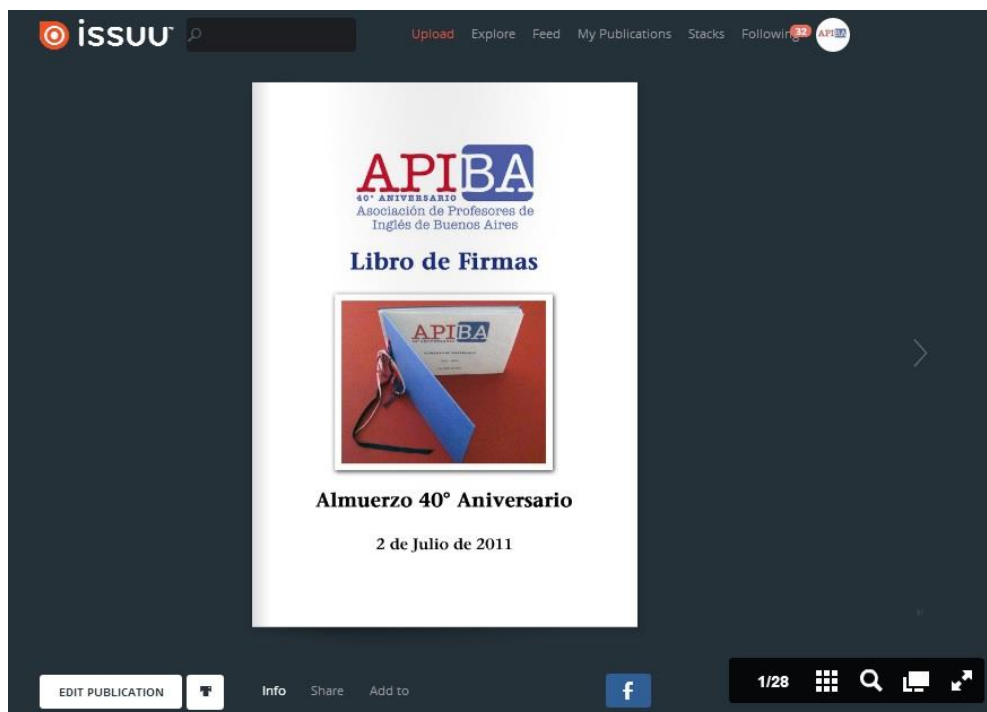 issuu
Upload Explore Feed My Publications Stacks Following 32 APIBA
APIBA
40° ANIVERSARIO
Asociación de Profesores de
Inglés de Buenos Aires
Libro de Firmas
APIBA
Almuerzo 40° Aniversario
2 de Julio de 2011
EDIT PUBLICATION Info Share Add to f 1/28